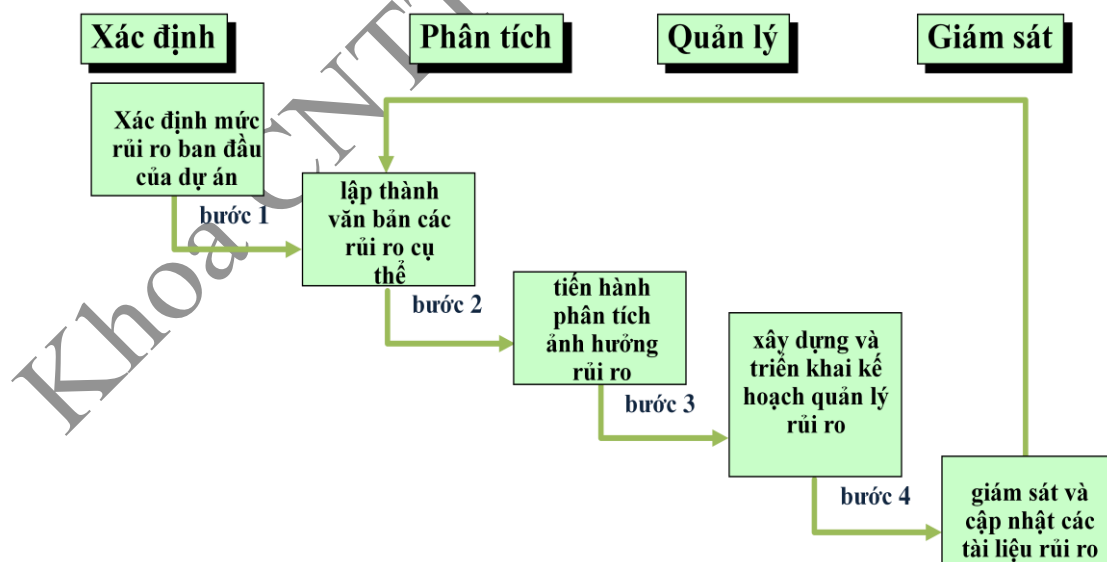 Xác định
Phân tích
Quản lý
Giám sát
Xác định mức
rủi ro ban đầu
của dự án
bước 1
lập thành
văn bản các
rủi ro cụ
thể
bước 2
tiến hành
phân tích
ảnh hưởng
rủi ro
bước 3
xây dựng và
triển khai kế
hoạch quản lý
rủi ro
bước 4
giám sát và
cập nhật các
tài liệu rủi ro
Khoa CNTT